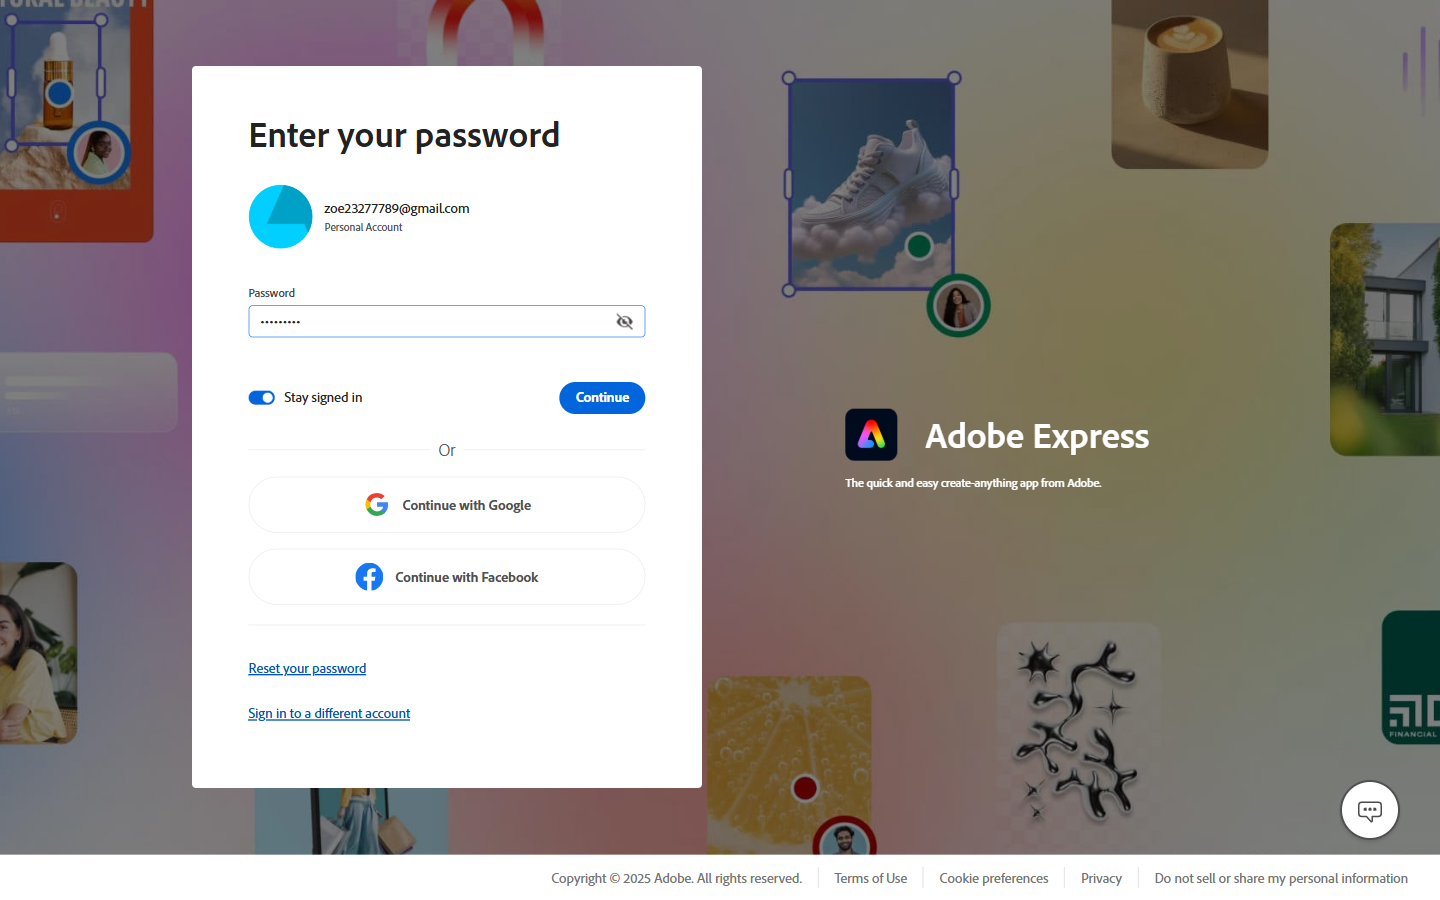 Enter your password
zoe23277789@gmail.com
Personal Account
Password
•••••••••
Stay signed in
Continue
Or
Continue with Google
Continue with Facebook
Reset your password
Sign in to a different account
Adobe Express
The quick and easy create-anything app from Adobe.
FINANCIAL
Copyright © 2025 Adobe. All rights reserved.
Terms of Use
Cookie preferences
Privacy
Do not sell or share my personal information